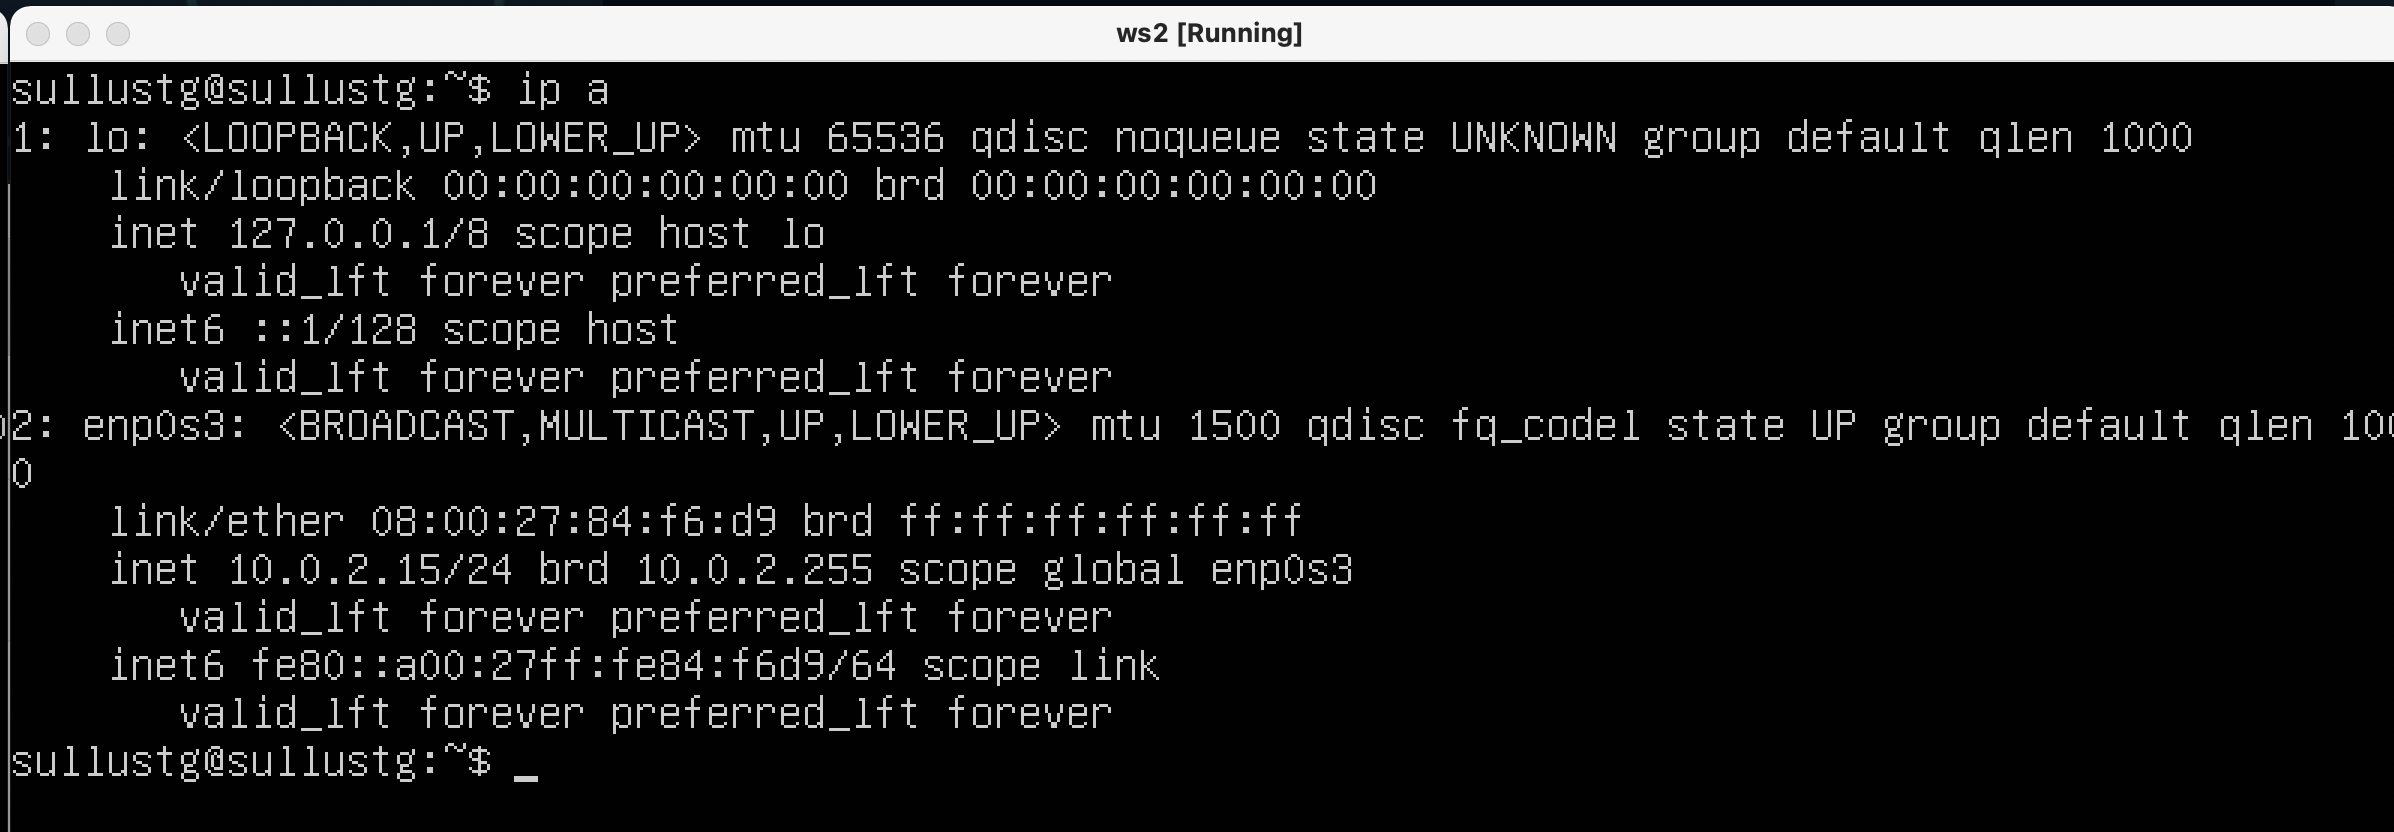 ws2 [Running]
sullustg@sullustg:~$ ip a
1: lo: <LOOPBACK,UP,LOWER_UP> mtu 65536 qdisc noqueue state UNKNOWN group default qlen 1000
    link/loopback 00:00:00:00:00:00 brd 00:00:00:00:00:00
    inet 127.0.0.1/8 scope host lo
       valid_lft forever preferred_lft forever
    inet6 ::1/128 scope host
       valid_lft forever preferred_lft forever
2: enp0s3: <BROADCAST,MULTICAST,UP,LOWER_UP> mtu 1500 qdisc fq_codel state UP group default qlen 100
0
    link/ether 08:00:27:84:f6:d9 brd ff:ff:ff:ff:ff:ff
    inet 10.0.2.15/24 brd 10.0.2.255 scope global enp0s3
       valid_lft forever preferred_lft forever
    inet6 fe80::a00:27ff:fe84:f6d9/64 scope link
       valid_lft forever preferred_lft forever
sullustg@sullustg:~$ _